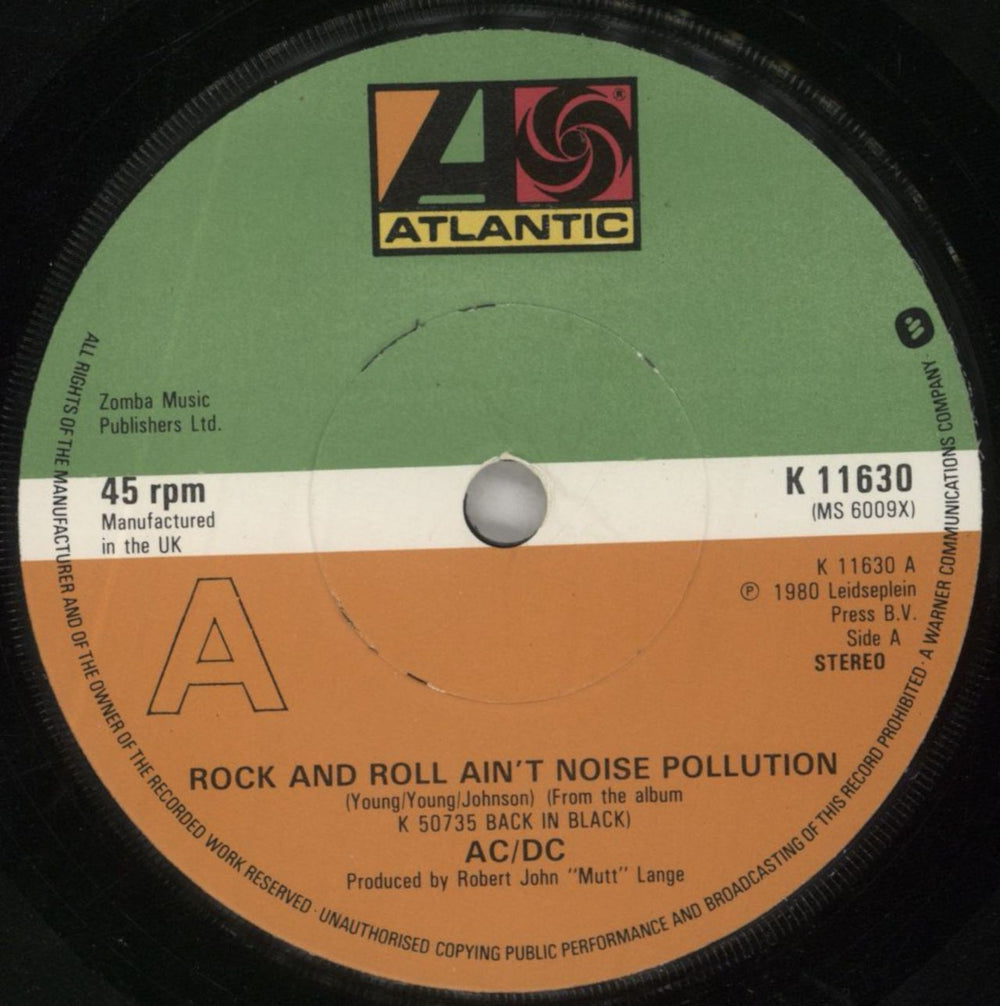 ATLANTIC
®
Zomba Music
Publishers Ltd.
45 rpm
Manufactured
in the UK
K 11630
(MS 6009X)
K 11630 A
℗ 1980 Leidseplein
Press B.V.
Side A
STEREO
A
ROCK AND ROLL AIN'T NOISE POLLUTION
(Young/Young/Johnson) (From the album
K 50735 BACK IN BLACK)
AC/DC
Produced by Robert John "Mutt" Lange
ALL RIGHTS OF THE MANUFACTURER AND OF THE OWNER OF THE RECORDED WORK RESERVED · UNAUTHORISED COPYING PUBLIC PERFORMANCE AND BROADCASTING OF THIS RECORD PROHIBITED · A WARNER COMMUNICATIONS COMPANY ·